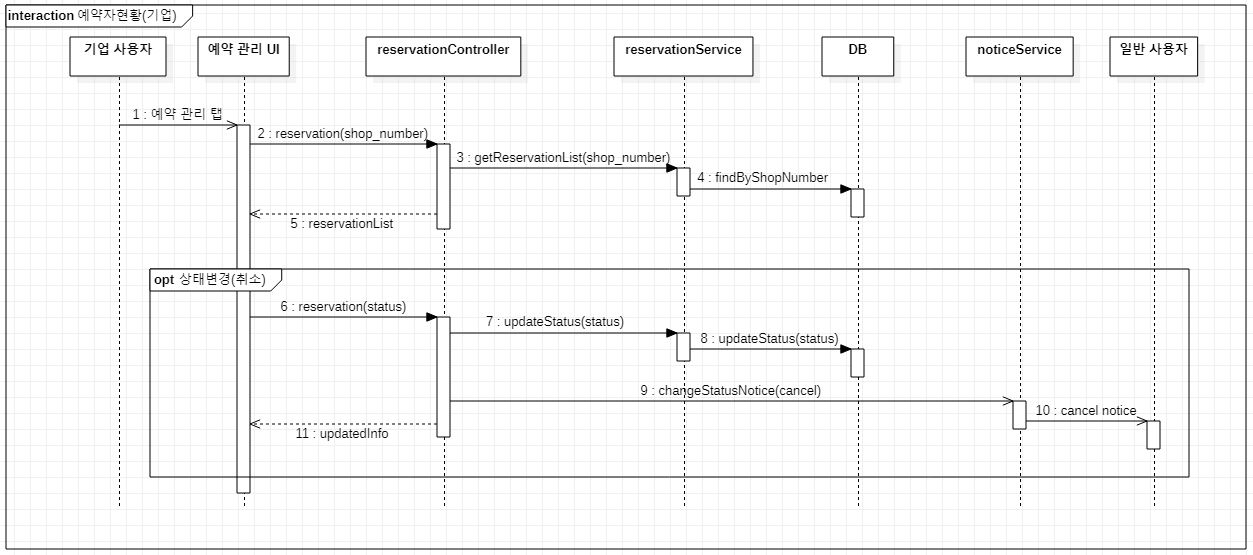 interaction 예약자현황(기업)
기업 사용자
예약 관리 UI
reservationController
reservationService
DB
noticeService
일반 사용자
1 : 예약 관리 탭
2 : reservation(shop_number)
3 : getReservationList(shop_number)
4 : findByShopNumber
5 : reservationList
opt 상태변경(취소)
6 : reservation(status)
7 : updateStatus(status)
8 : updateStatus(status)
9 : changeStatusNotice(cancel)
10 : cancel notice
11 : updatedInfo